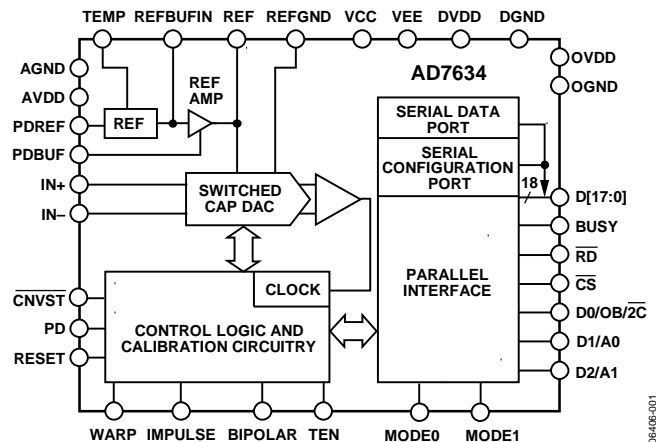 TEMP REFBUFIN REF REFGND VCC VEE DVDD DGND
AGND
AVDD
PDREF
PDBUF
IN+
IN–
CNVST
PD
RESET
REF
REF
AMP
SWITCHED
CAP DAC
CLOCK
CONTROL LOGIC AND
CALIBRATION CIRCUITRY
AD7634
SERIAL DATA
PORT
SERIAL
CONFIGURATION
PORT
18
PARALLEL
INTERFACE
OVDD
OGND
D[17:0]
BUSY
RD
CS
D0/OB/2C
D1/A0
D2/A1
WARP IMPULSE BIPOLAR TEN MODE0 MODE1
06406-001